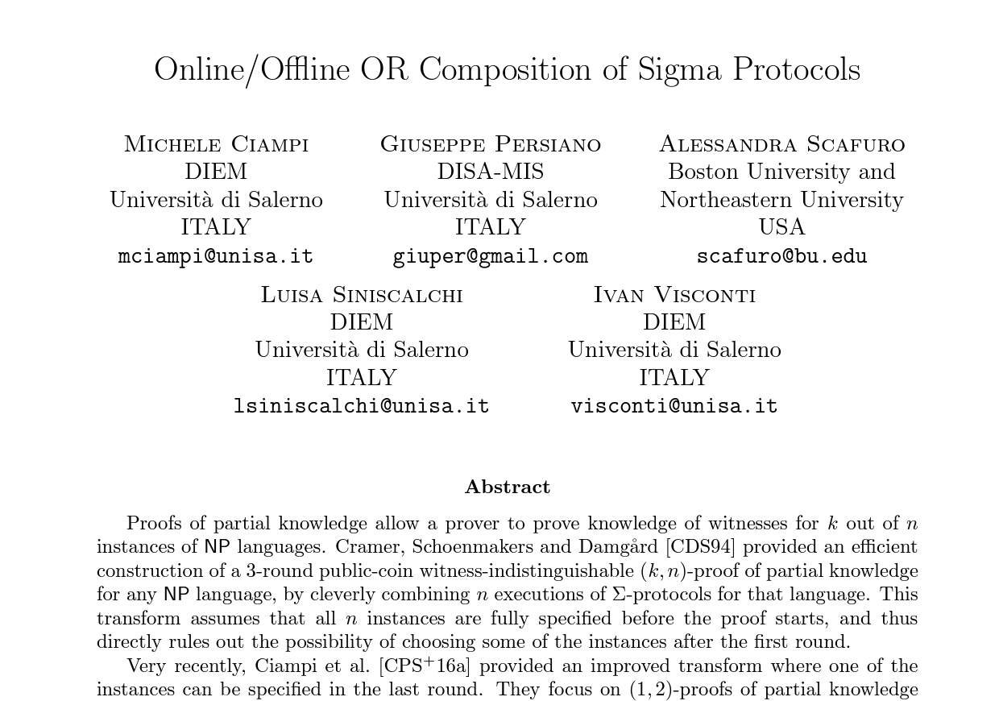 Online/Offline OR Composition of Sigma Protocols
Michele Ciampi
DIEM
Università di Salerno
ITALY
mciampi@unisa.it
Giuseppe Persiano
DISA-MIS
Università di Salerno
ITALY
giuper@gmail.com
Alessandra Scafuro
Boston University and
Northeastern University
USA
scafuro@bu.edu
Luisa Siniscalchi
DIEM
Università di Salerno
ITALY
lsiniscalchi@unisa.it
Ivan Visconti
DIEM
Università di Salerno
ITALY
visconti@unisa.it
Abstract
Proofs of partial knowledge allow a prover to prove knowledge of witnesses for k out of n
instances of NP languages. Cramer, Schoenmakers and Damgård [CDS94] provided an efficient
construction of a 3-round public-coin witness-indistinguishable (k, n)-proof of partial knowledge
for any NP language, by cleverly combining n executions of Σ-protocols for that language. This
transform assumes that all n instances are fully specified before the proof starts, and thus
directly rules out the possibility of choosing some of the instances after the first round.
Very recently, Ciampi et al. [CPS+16a] provided an improved transform where one of the
instances can be specified in the last round. They focus on (1, 2)-proofs of partial knowledge